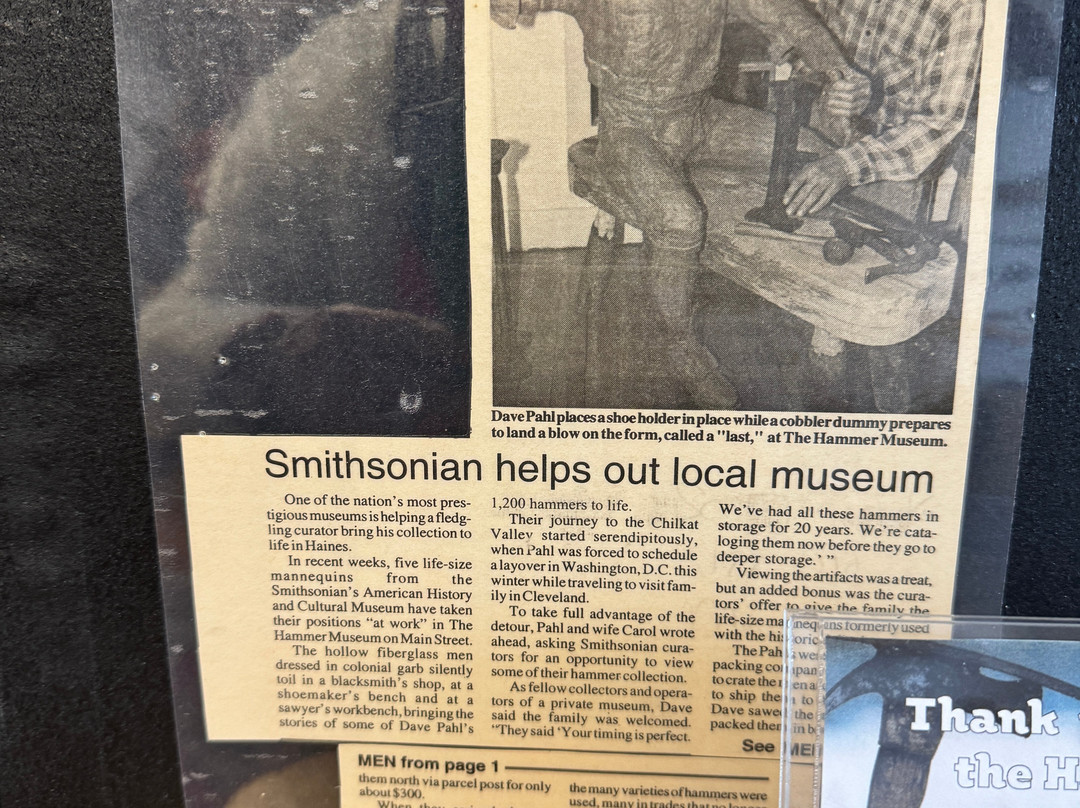 Dave Pahl places a shoe holder in place while a cobbler dummy prepares
to land a blow on the form, called a "last," at The Hammer Museum.
Smithsonian helps out local museum
One of the nation's most pres-
tigious museums is helping a fledg-
ling curator bring his collection to
life in Haines.
In recent weeks, five life-size
mannequins from the
Smithsonian's American History
and Cultural Museum have taken
their positions "at work" in The
Hammer Museum on Main Street.
The hollow fiberglass men
dressed in colonial garb silently
toil in a blacksmith's shop, at a
shoemaker's bench and at a
sawyer's workbench, bringing the
stories of some of Dave Pahl's
1,200 hammers to life.
Their journey to the Chilkat
Valley started serendipitously,
when Pahl was forced to schedule
a layover in Washington, D.C. this
winter while traveling to visit fam-
ily in Cleveland.
To take full advantage of the
detour, Pahl and wife Carol wrote
ahead, asking Smithsonian cura-
tors for an opportunity to view
some of their hammer collection.
As fellow collectors and opera-
tors of a private museum, Dave
said the family was welcomed.
"They said 'Your timing is perfect.
We've had all these hammers in
storage for 20 years. We're cata-
loging them now before they go to
deeper storage.' "
Viewing the artifacts was a treat,
but an added bonus was the cura-
tors' offer to give the family the
life-size mannequins formerly used
with the
The
packing
to crate the
to ship
Dave sawed the
packed them in
See MEN
MEN from page 1
them north via parcel post for only
about $300.
When they
the many varieties of hammers were
used, many in trades that no longer
Thank
the